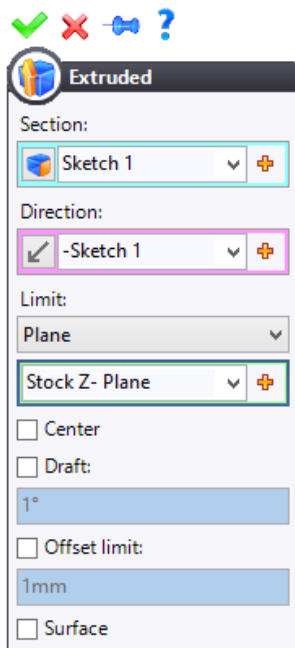 Extruded
Section:
Sketch 1
Direction:
-Sketch 1
Limit:
Plane
Stock Z- Plane
Center
Draft:
1°
Offset limit:
1mm
Surface